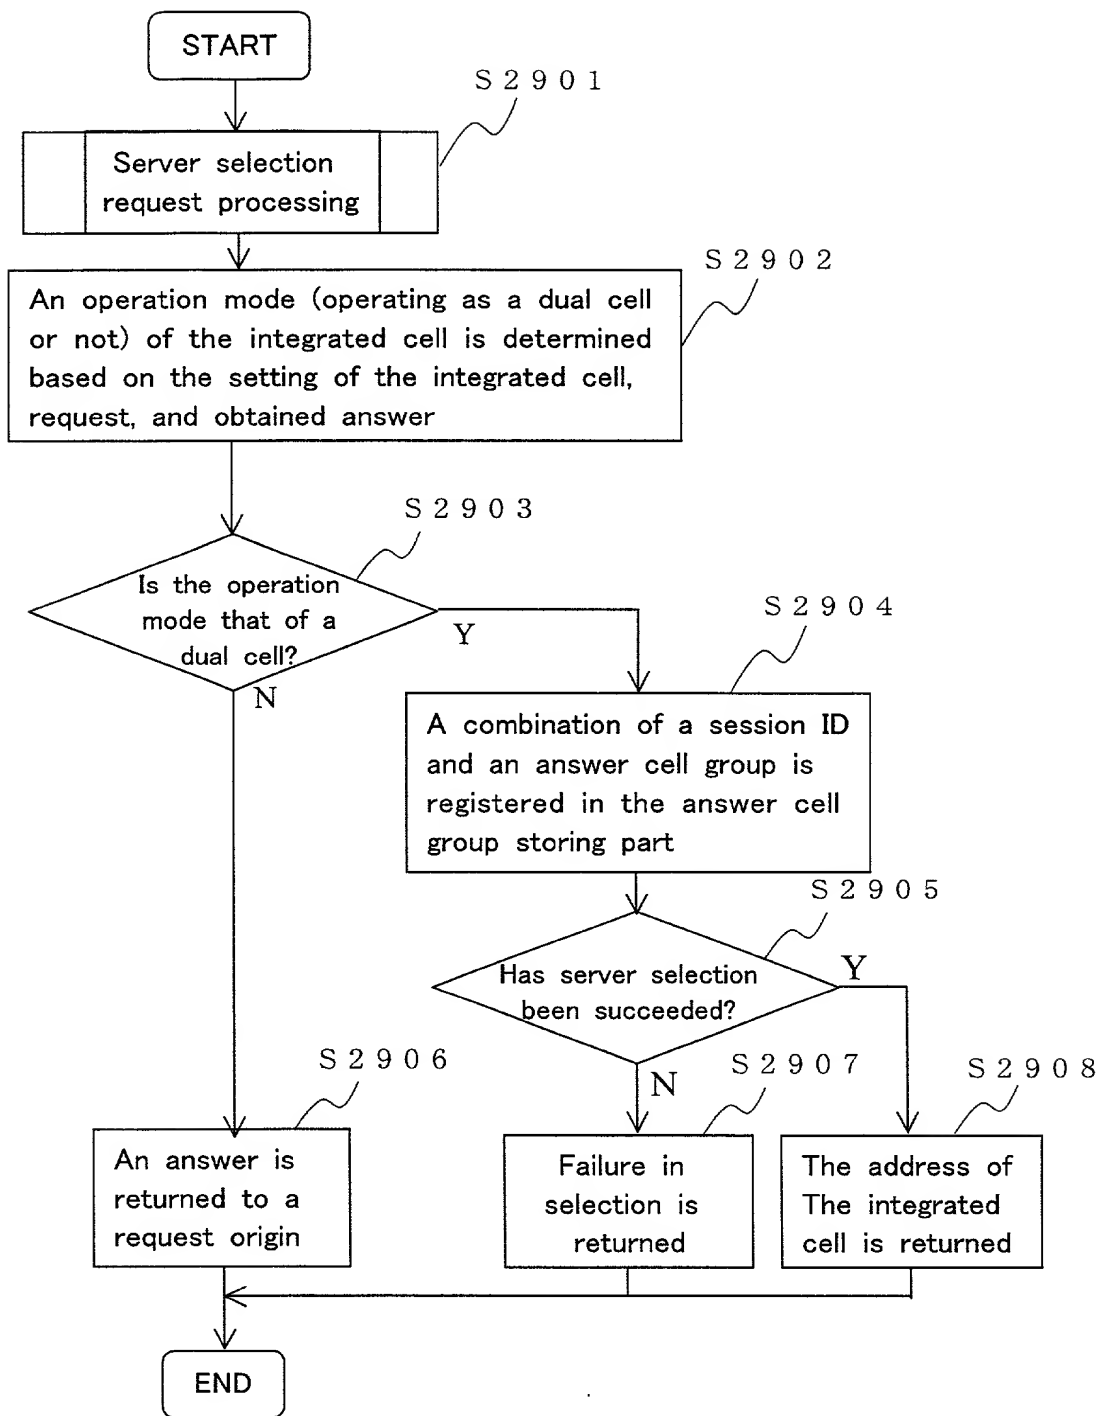 START
S2901
Server selection
request processing
S2902
An operation mode (operating as a dual cell
or not) of the integrated cell is determined
based on the setting of the integrated cell,
request, and obtained answer
S2903
Is the operation
mode that of a
dual cell?
Y
N
S2904
A combination of a session ID
and an answer cell group is
registered in the answer cell
group storing part
S2905
Has server selection
been succeeded?
Y
N
S2906
An answer is
returned to a
request origin
S2907
Failure in
selection is
returned
S2908
The address of
The integrated
cell is returned
END